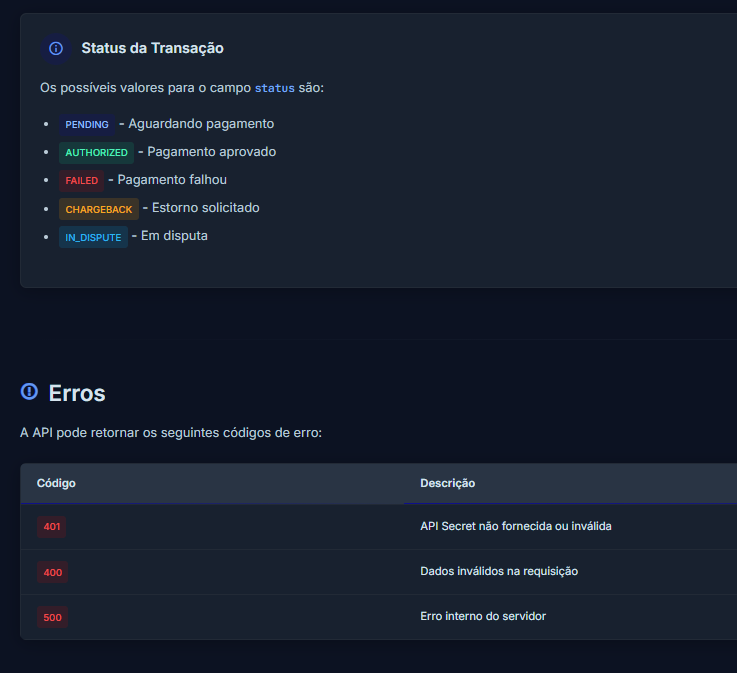 Status da Transação
Os possíveis valores para o campo status são:
• PENDING - Aguardando pagamento
• AUTHORIZED - Pagamento aprovado
• FAILED - Pagamento falhou
• CHARGEBACK - Estorno solicitado
• IN_DISPUTE - Em disputa
Erros
A API pode retornar os seguintes códigos de erro:
Código Descrição
401 API Secret não fornecida ou inválida
400 Dados inválidos na requisição
500 Erro interno do servidor